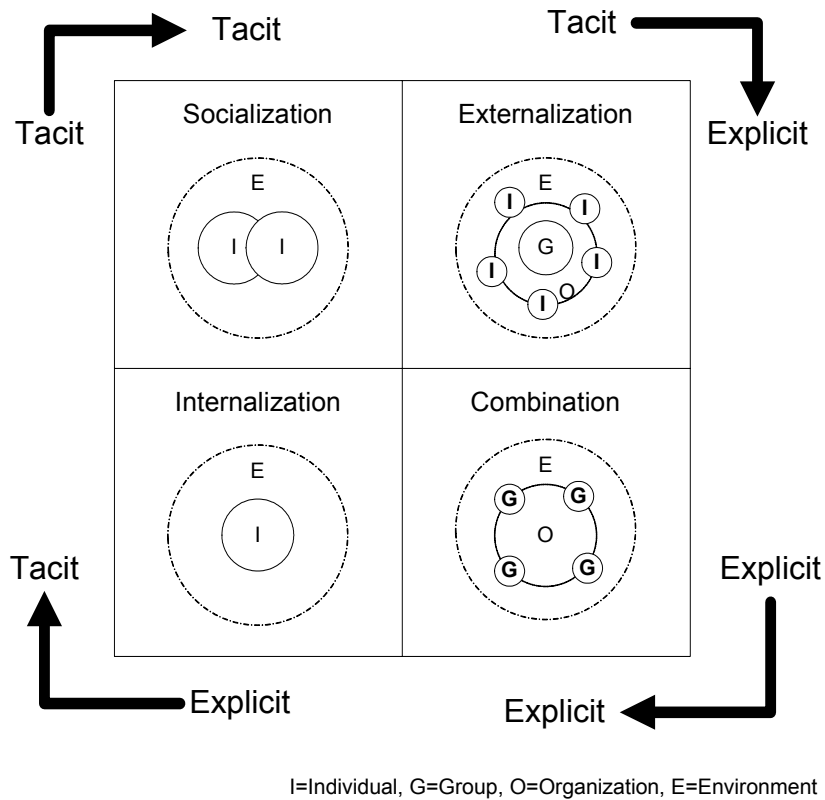 Tacit
Tacit
Tacit
Explicit
Socialization
E
I I
Externalization
E
I I
G
I I
O
I
Internalization
E
I
Combination
E
G G
O
G G
Tacit
Explicit
Explicit
Explicit
I=Individual, G=Group, O=Organization, E=Environment